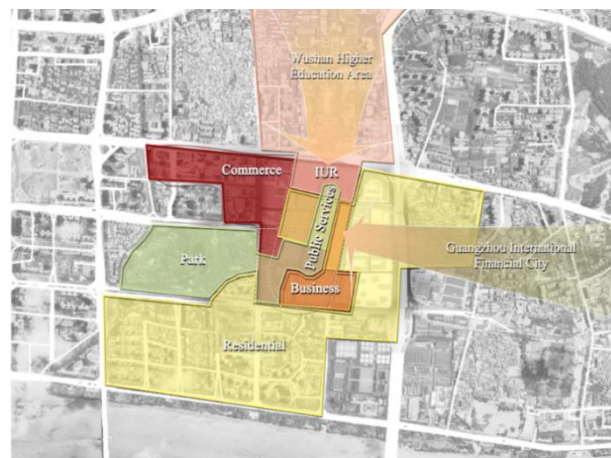 Wushan Higher
Education Area
Commerce
IUR
Public Services
Guangzhou International
Financial City
Park
Business
Residential